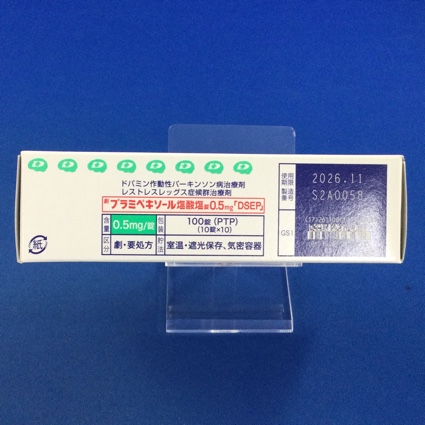 ドパミン作動性パーキンソン病治療剤
レストレスレッグス症候群治療剤
劇 プラミペキソール塩酸塩錠0.5mg「DSEP」
含量 0.5mg/錠 包装 100錠(PTP)
(10錠×10)
区分 劇・要処方 貯法 室温・遮光保存、気密容器
使用期限 2026.11
製造番号 S2A0058
GS1
紙